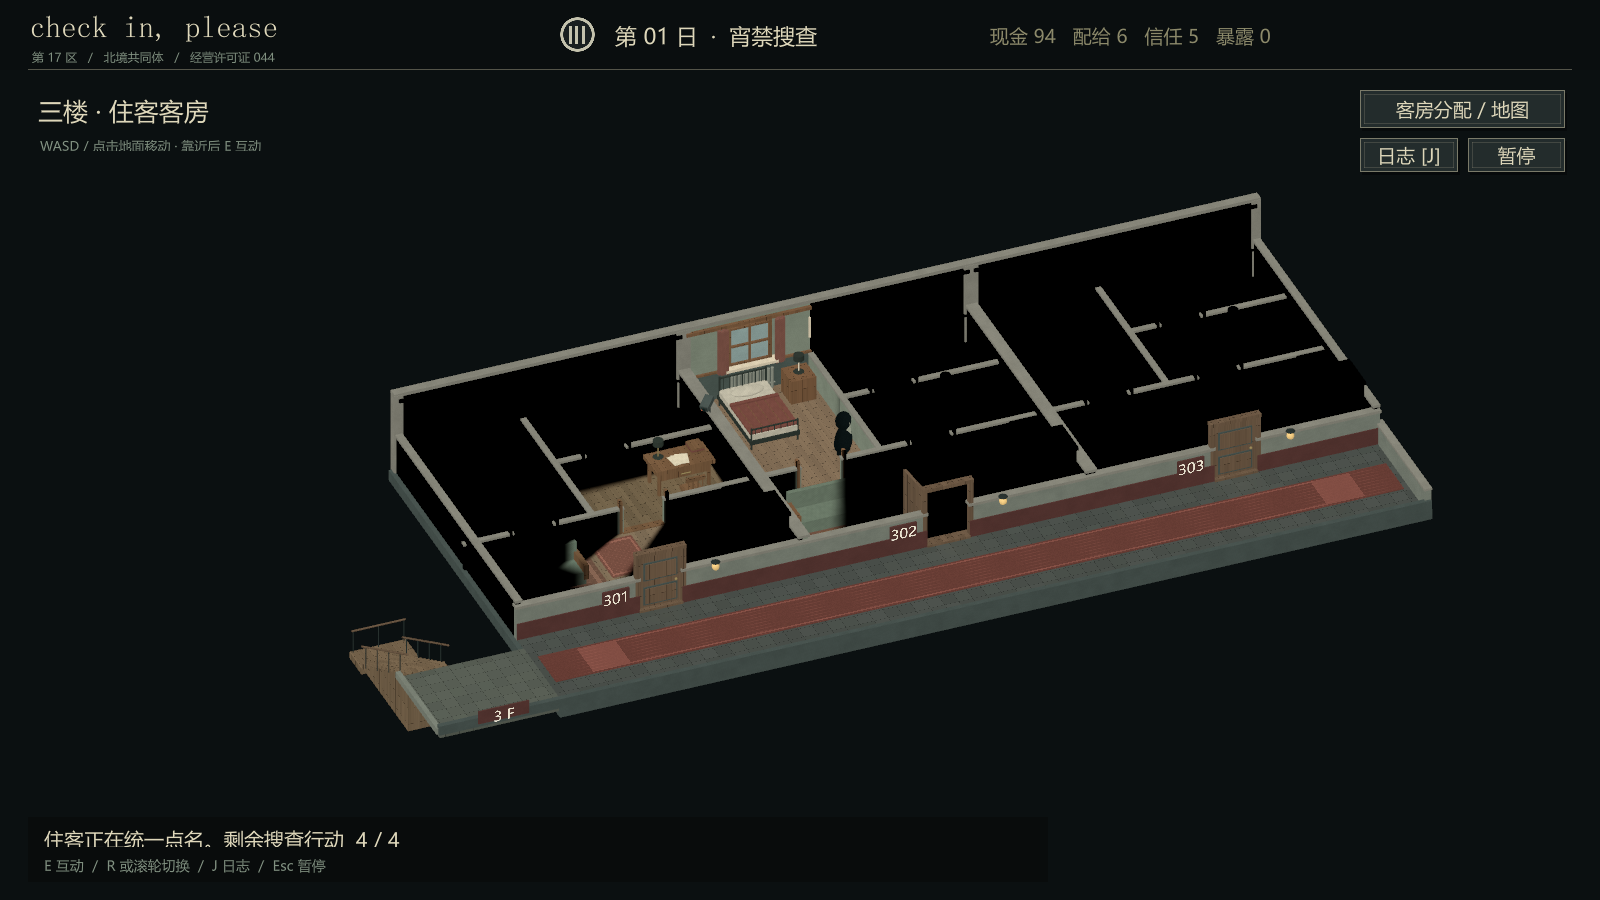 check in, please
第 17 区 / 北境共同体 / 经营许可证 044
第 01 日 · 宵禁搜查
现金 94 配给 6 信任 5 暴露 0
三楼 · 住客客房
WASD / 点击地面移动 · 靠近后 E 互动
客房分配 / 地图
日志 [J]
暂停
303
302
301
3 F
住客正在统一点名。剩余搜查行动 4 / 4
E 互动 / R 或滚轮切换 / J 日志 / Esc 暂停